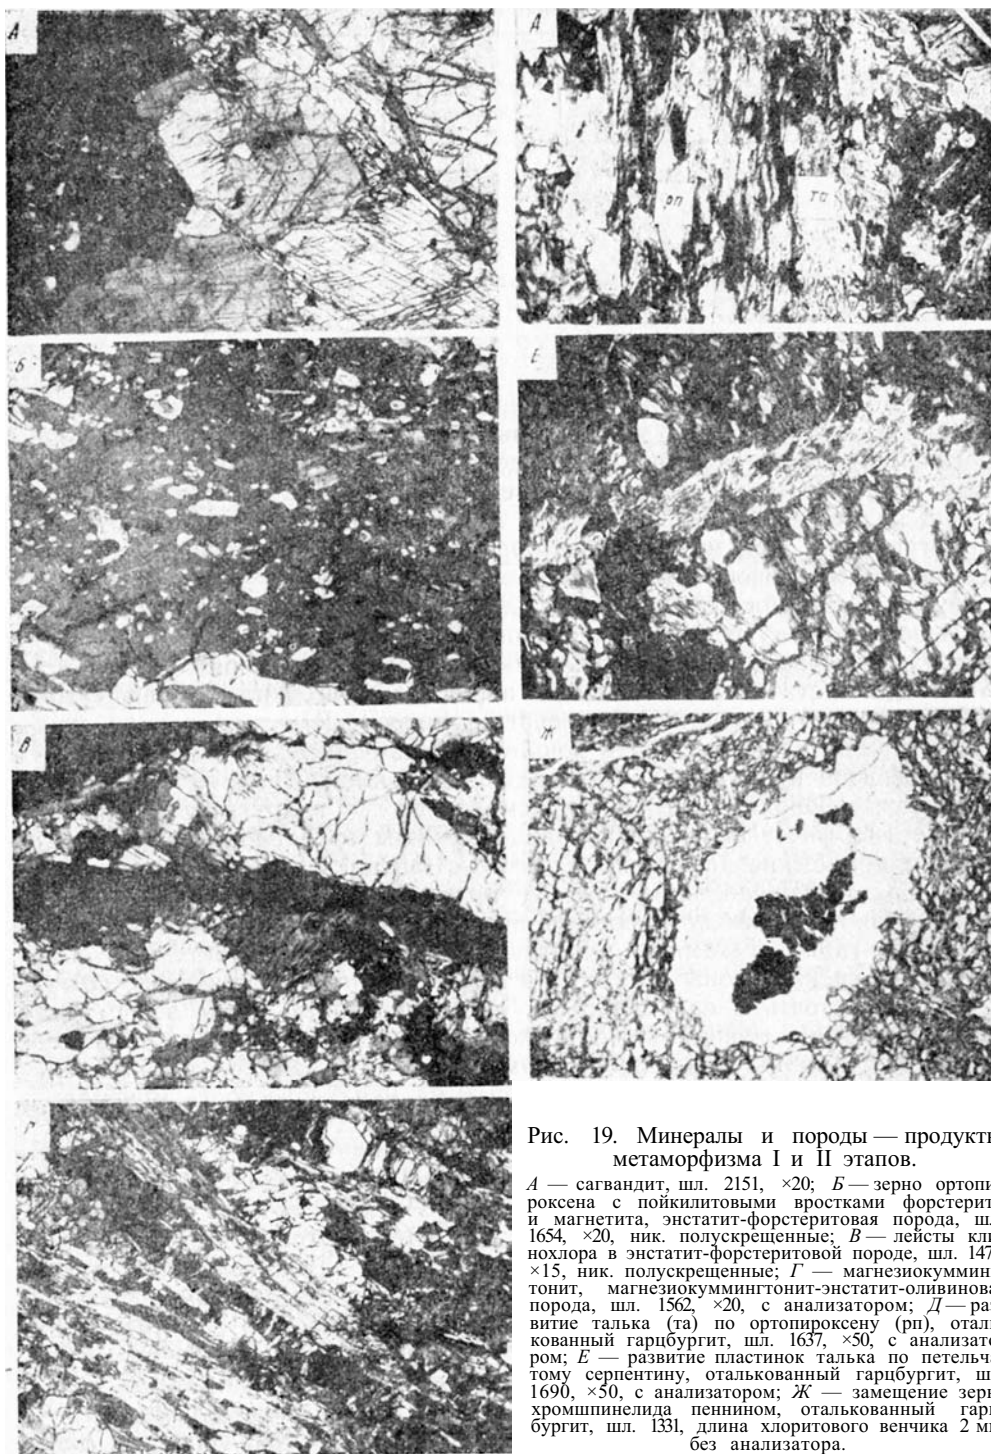 А
Д
рп
та
Б
Е
В
Ж
Г
Рис. 19. Минералы и породы — продукты
метаморфизма I и II этапов.
А — сагвандит, шл. 2151, ×20; Б — зерно ортопи
роксена с пойкилитовыми вростками форстерит
и магнетита, энстатит-форстеритовая порода, шл
1654, ×20, ник. полускрещенные; В — лейсты кли
нохлора в энстатит-форстеритовой породе, шл. 147
×15, ник. полускрещенные; Г — магнезиокуммин
тонит, магнезиокуммингтонит-энстатит-оливинова
порода, шл. 1562, ×20, с анализатором; Д — раз
витие талька (та) по ортопироксену (рп), отал
кованный гарцбургит, шл. 1637, ×50, с анализато
ром; Е — развитие пластинок талька по петельча
тому серпентину, оталькованный гарцбургит, ш
1690, ×50, с анализатором; Ж — замещение зерн
хромшпинелида пеннином, оталькованный гарц
бургит, шл. 1331, длина хлоритового венчика 2 м
без анализатора.